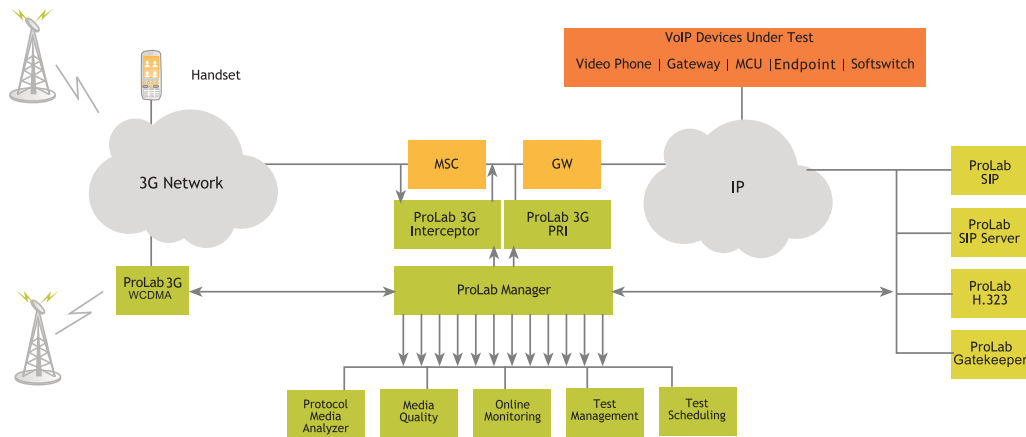 VoIP Devices Under Test
Video Phone | Gateway | MCU |Endpoint | Softswitch
Handset
3G Network
MSC
GW
IP
ProLab 3G
Interceptor
ProLab 3G
PRI
ProLab
SIP
ProLab
SIP Server
ProLab
H.323
ProLab
Gatekeeper
ProLab 3G
WCDMA
ProLab Manager
Protocol
Media
Analyzer
Media
Quality
Online
Monitoring
Test
Management
Test
Scheduling